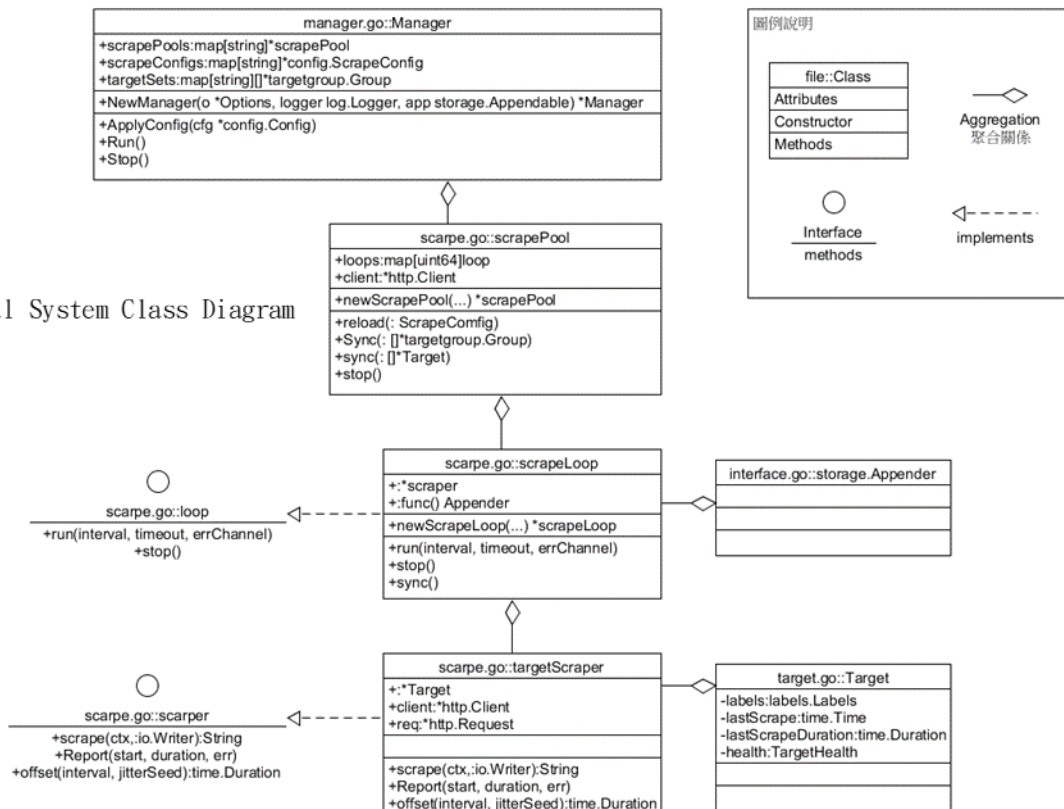 manager.go::Manager
+scrapePools:map[string]*scrapePool
+scrapeConfigs:map[string]*config.ScrapeConfig
+targetSets:map[string][]*targetgroup.Group
+NewManager(o *Options, logger log.Logger, app storage.Appendable) *Manager
+ApplyConfig(cfg *config.Config)
+Run()
+Stop()
圖例說明
file::Class
Attributes
Constructor
Methods
Aggregation
聚合關係
Interface
methods
implements
System Class Diagram
scarpe.go::scrapePool
+loops:map[uint64]loop
+client:*http.Client
+newScrapePool(...) *scrapePool
+reload(: ScrapeComfig)
+Sync(: []*targetgroup.Group)
+sync(: []*Target)
+stop()
scarpe.go::loop
+run(interval, timeout, errChannel)
+stop()
scarpe.go::scrapeLoop
+:*scraper
+:func() Appender
+newScrapeLoop(...) *scrapeLoop
+run(interval, timeout, errChannel)
+stop()
+sync()
interface.go::storage.Appender
scarpe.go::scarper
+scrape(ctx,:io.Writer):String
+Report(start, duration, err)
+offset(interval, jitterSeed):time.Duration
scarpe.go::targetScraper
+:*Target
+client:*http.Client
+req:*http.Request
+scrape(ctx,:io.Writer):String
+Report(start, duration, err)
+offset(interval, jitterSeed):time.Duration
target.go::Target
-labels:labels.Labels
-lastScrape:time.Time
-lastScrapeDuration:time.Duration
-health:TargetHealth